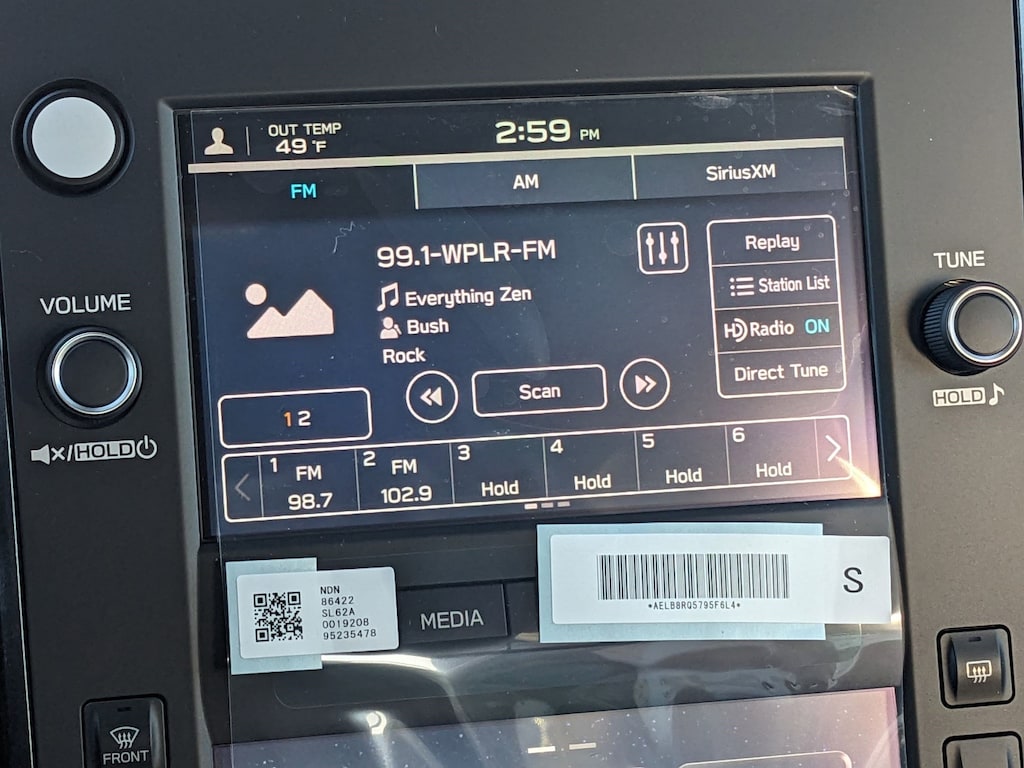 OUT TEMP
49°F
2:59 PM
FM
AM
SiriusXM
99.1-WPLR-FM
Everything Zen
Bush
Rock
Replay
Station List
HD Radio ON
Direct Tune
Scan
1 2
1 FM 98.7
2 FM 102.9
3 Hold
4 Hold
5 Hold
6 Hold
VOLUME
/HOLD
TUNE
HOLD
NDN
86422
SL62A
0019208
95235478
MEDIA
*AELB8RQ5795F6L4*
S
FRONT